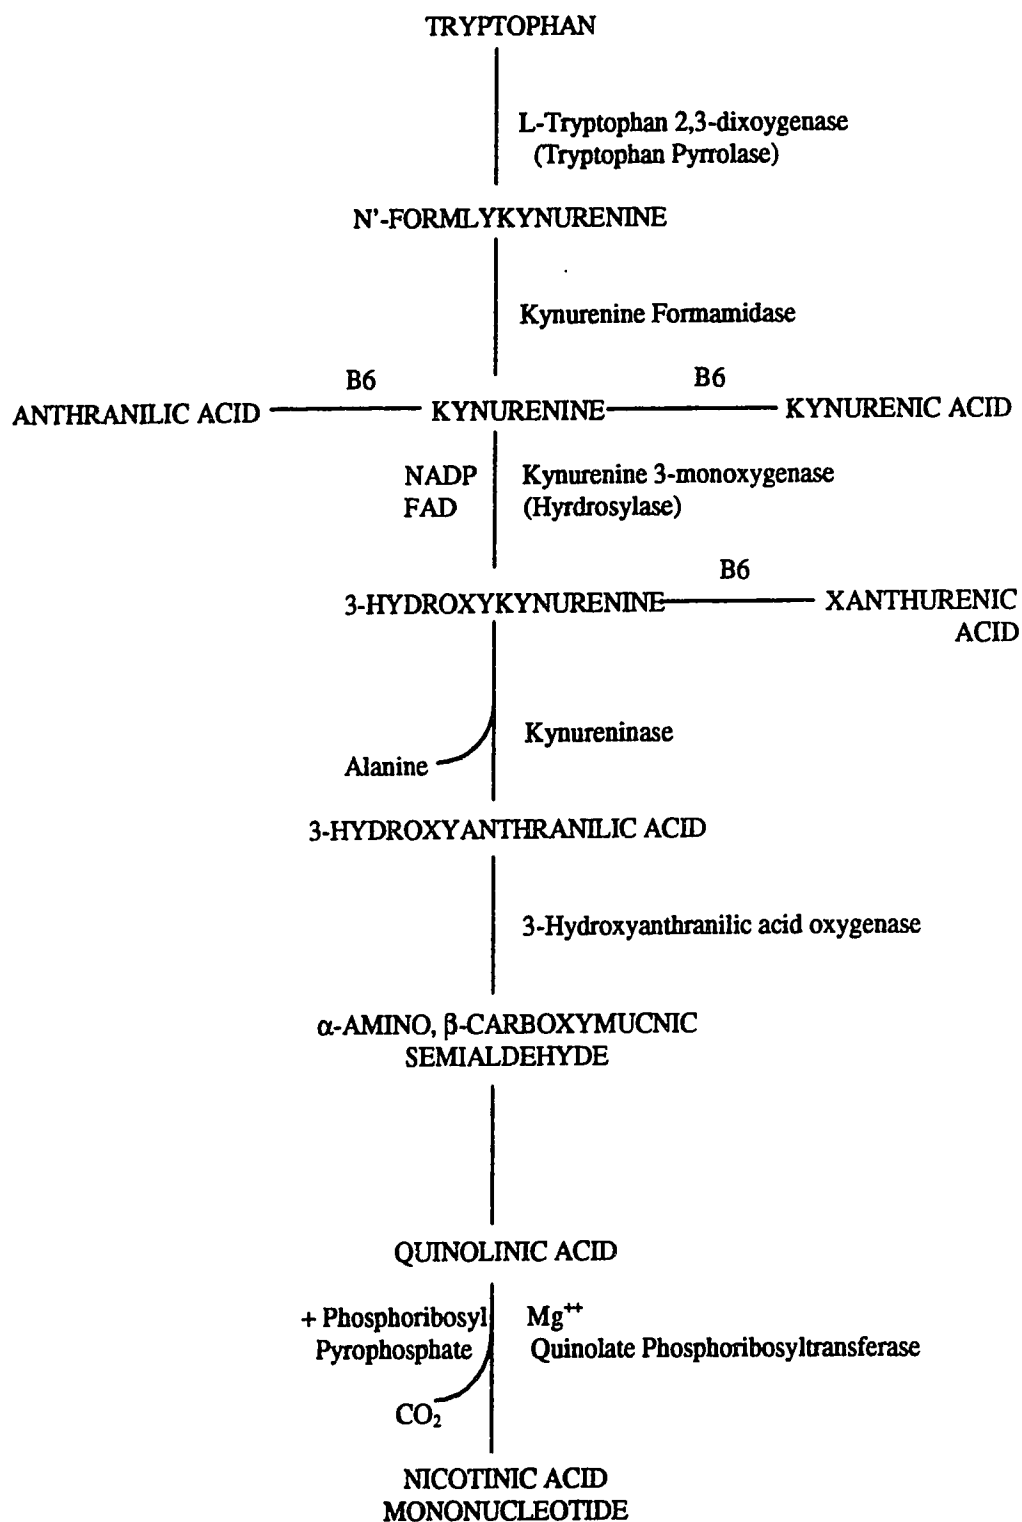 TRYPTOPHAN
L-Tryptophan 2,3-dixoygenase
(Tryptophan Pyrrolase)
N'-FORMLYKYNURENINE
Kynurenine Formamidase
B6
B6
ANTHRANILIC ACID
KYNURENINE
KYNURENIC ACID
NADP
FAD
Kynurenine 3-monoxygenase
(Hyrdrosylase)
B6
3-HYDROXYKYNURENINE
XANTHURENIC
ACID
Kynureninase
Alanine
3-HYDROXYANTHRANILIC ACID
3-Hydroxyanthranilic acid oxygenase
α-AMINO, β-CARBOXYMUCNIC
SEMIALDEHYDE
QUINOLINIC ACID
+ Phosphoribosyl
Pyrophosphate
Mg⁺⁺
Quinolate Phosphoribosyltransferase
CO₂
NICOTINIC ACID
MONONUCLEOTIDE